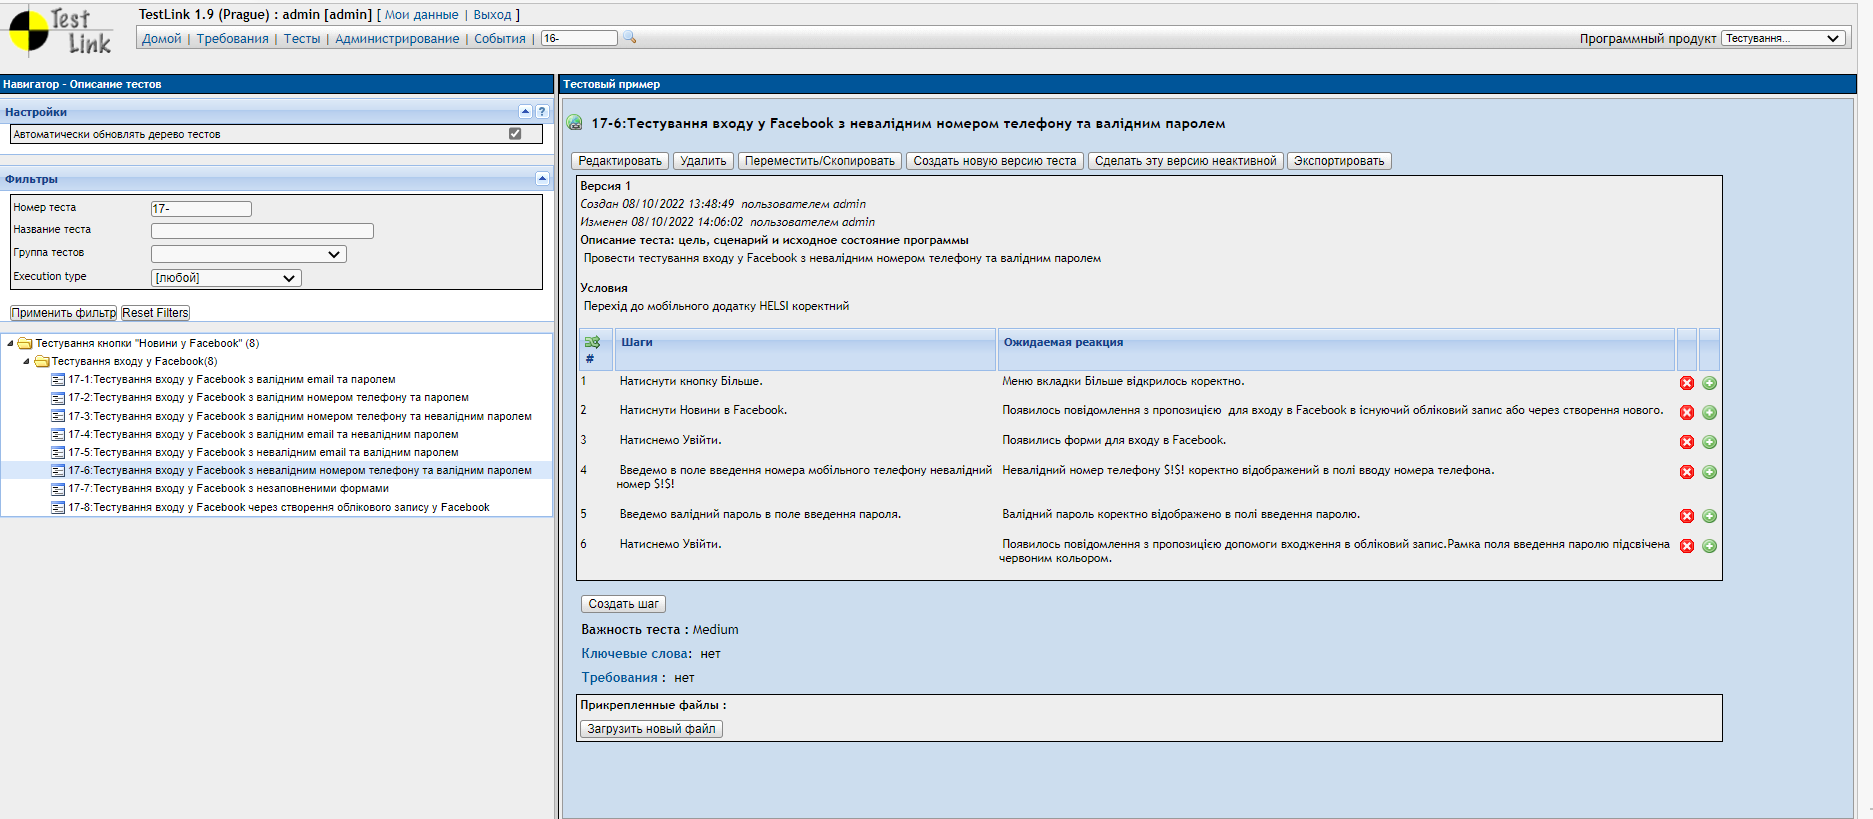 Test Link
TestLink 1.9 (Prague) : admin [admin] [ Мои данные | Выход ]
Домой | Требования | Тесты | Администрирование | События | 16-
Программный продукт Тестування...
Навигатор - Описание тестов
Настройки
?
Автоматически обновлять дерево тестов
Фильтры
Номер теста 17-
Название теста
Группа тестов
Execution type [любой]
Применить фильтр Reset Filters
Тестування кнопки "Новини у Facebook" (8)
Тестування входу у Facebook(8)
17-1:Тестування входу у Facebook з валідним email та паролем
17-2:Тестування входу у Facebook з валідним номером телефону та паролем
17-3:Тестування входу у Facebook з валідним номером телефону та невалідним паролем
17-4:Тестування входу у Facebook з валідним email та невалідним паролем
17-5:Тестування входу у Facebook з невалідним email та валідним паролем
17-6:Тестування входу у Facebook з невалідним номером телефону та валідним паролем
17-7:Тестування входу у Facebook з незаповненими формами
17-8:Тестування входу у Facebook через створення облікового запису у Facebook
Тестовый пример
17-6:Тестування входу у Facebook з невалідним номером телефону та валідним паролем
Редактировать Удалить Переместить/Скопировать Создать новую версию теста Сделать эту версию неактивной Экспортировать
Версия 1
Создан 08/10/2022 13:48:49 пользователем admin
Изменен 08/10/2022 14:06:02 пользователем admin
Описание теста: цель, сценарий и исходное состояние программы
Провести тестування входу у Facebook з невалідним номером телефону та валідним паролем
Условия
Перехід до мобільного додатку HELSI коректний
# Шаги Ожидаемая реакция
1 Натиснути кнопку Більше. Меню вкладки Більше відкрилось коректно.
2 Натиснути Новини в Facebook. Появилось повідомлення з пропозицією для входу в Facebook в існуючий обліковий запис або через створення нового.
3 Натиснемо Увійти. Появились форми для входу в Facebook.
4 Введемо в поле введення номера мобільного телефону невалідний Невалідний номер телефону $!$! коректно відображений в полі вводу номера телефона.
номер $!$!
5 Введемо валідний пароль в поле введення пароля. Валідний пароль коректно відображено в полі введення паролю.
6 Натиснемо Увійти. Появилось повідомлення з пропозицією допомоги входження в обліковий запис.Рамка поля введення паролю підсвічена
червоним кольором.
Создать шаг
Важность теста : Medium
Ключевые слова: нет
Требования : нет
Прикрепленные файлы :
Загрузить новый файл